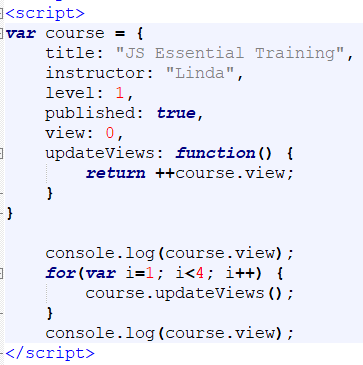 <script>
var course = {
    title: "JS Essential Training",
    instructor: "Linda",
    level: 1,
    published: true,
    view: 0,
    updateViews: function() {
        return ++course.view;
    }
}
    console.log(course.view);
    for(var i=1; i<4; i++) {
        course.updateViews();
    }
    console.log(course.view);
</script>